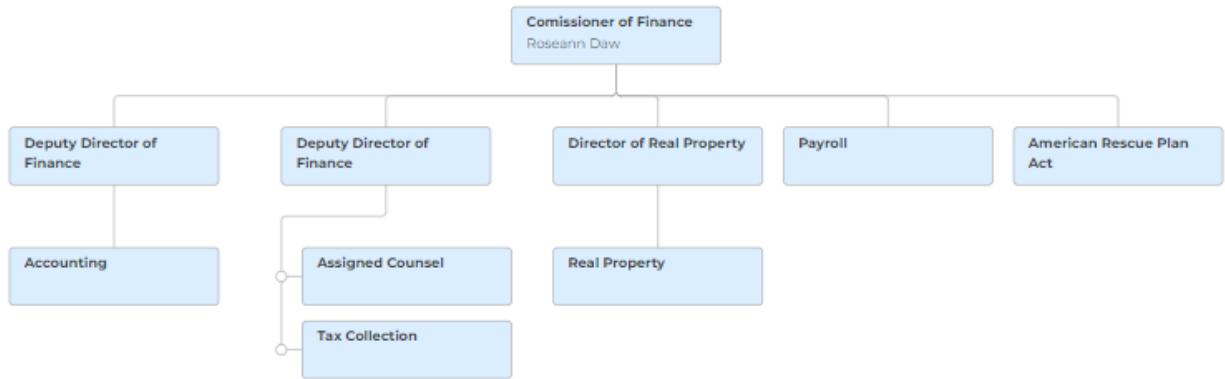 Comissioner of Finance
Roseann Daw
Deputy Director of
Finance
Deputy Director of
Finance
Director of Real Property
Payroll
American Rescue Plan
Act
Accounting
Assigned Counsel
Real Property
Tax Collection